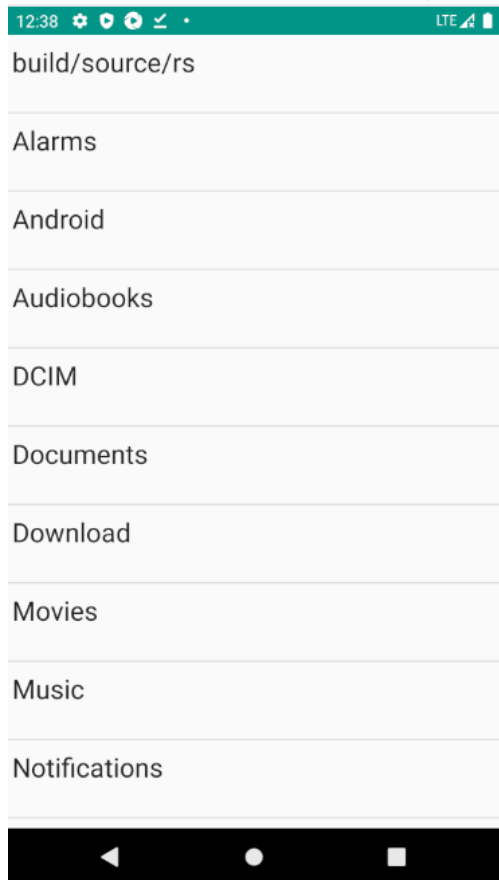 12:38
LTE
build/source/rs
Alarms
Android
Audiobooks
DCIM
Documents
Download
Movies
Music
Notifications